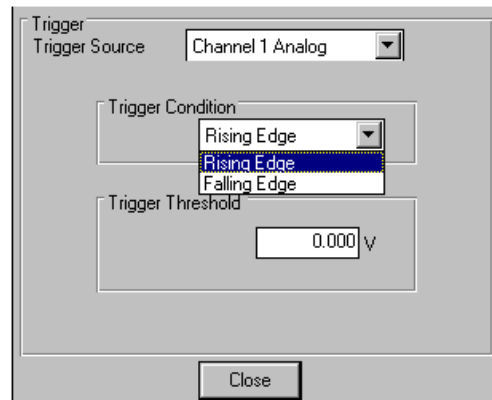 Trigger
Trigger Source Channel 1 Analog
Trigger Condition
Rising Edge
Rising Edge
Falling Edge
Trigger Threshold
0.000 V
Close